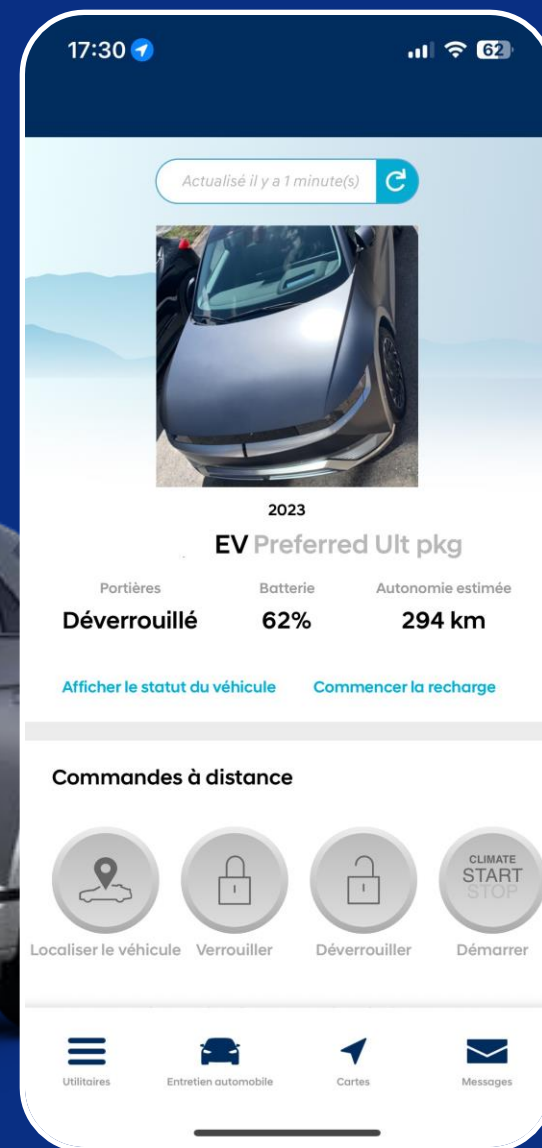 17:30
62
Actualisé il y a 1 minute(s)
2023
EV Preferred Ult pkg
Portières Batterie Autonomie estimée
Déverrouillé 62% 294 km
Afficher le statut du véhicule Commencer la recharge
Commandes à distance
CLIMATE
START
STOP
Localiser le véhicule Verrouiller Déverrouiller Démarrer
Utilitaires Entretien automobile Cartes Messages